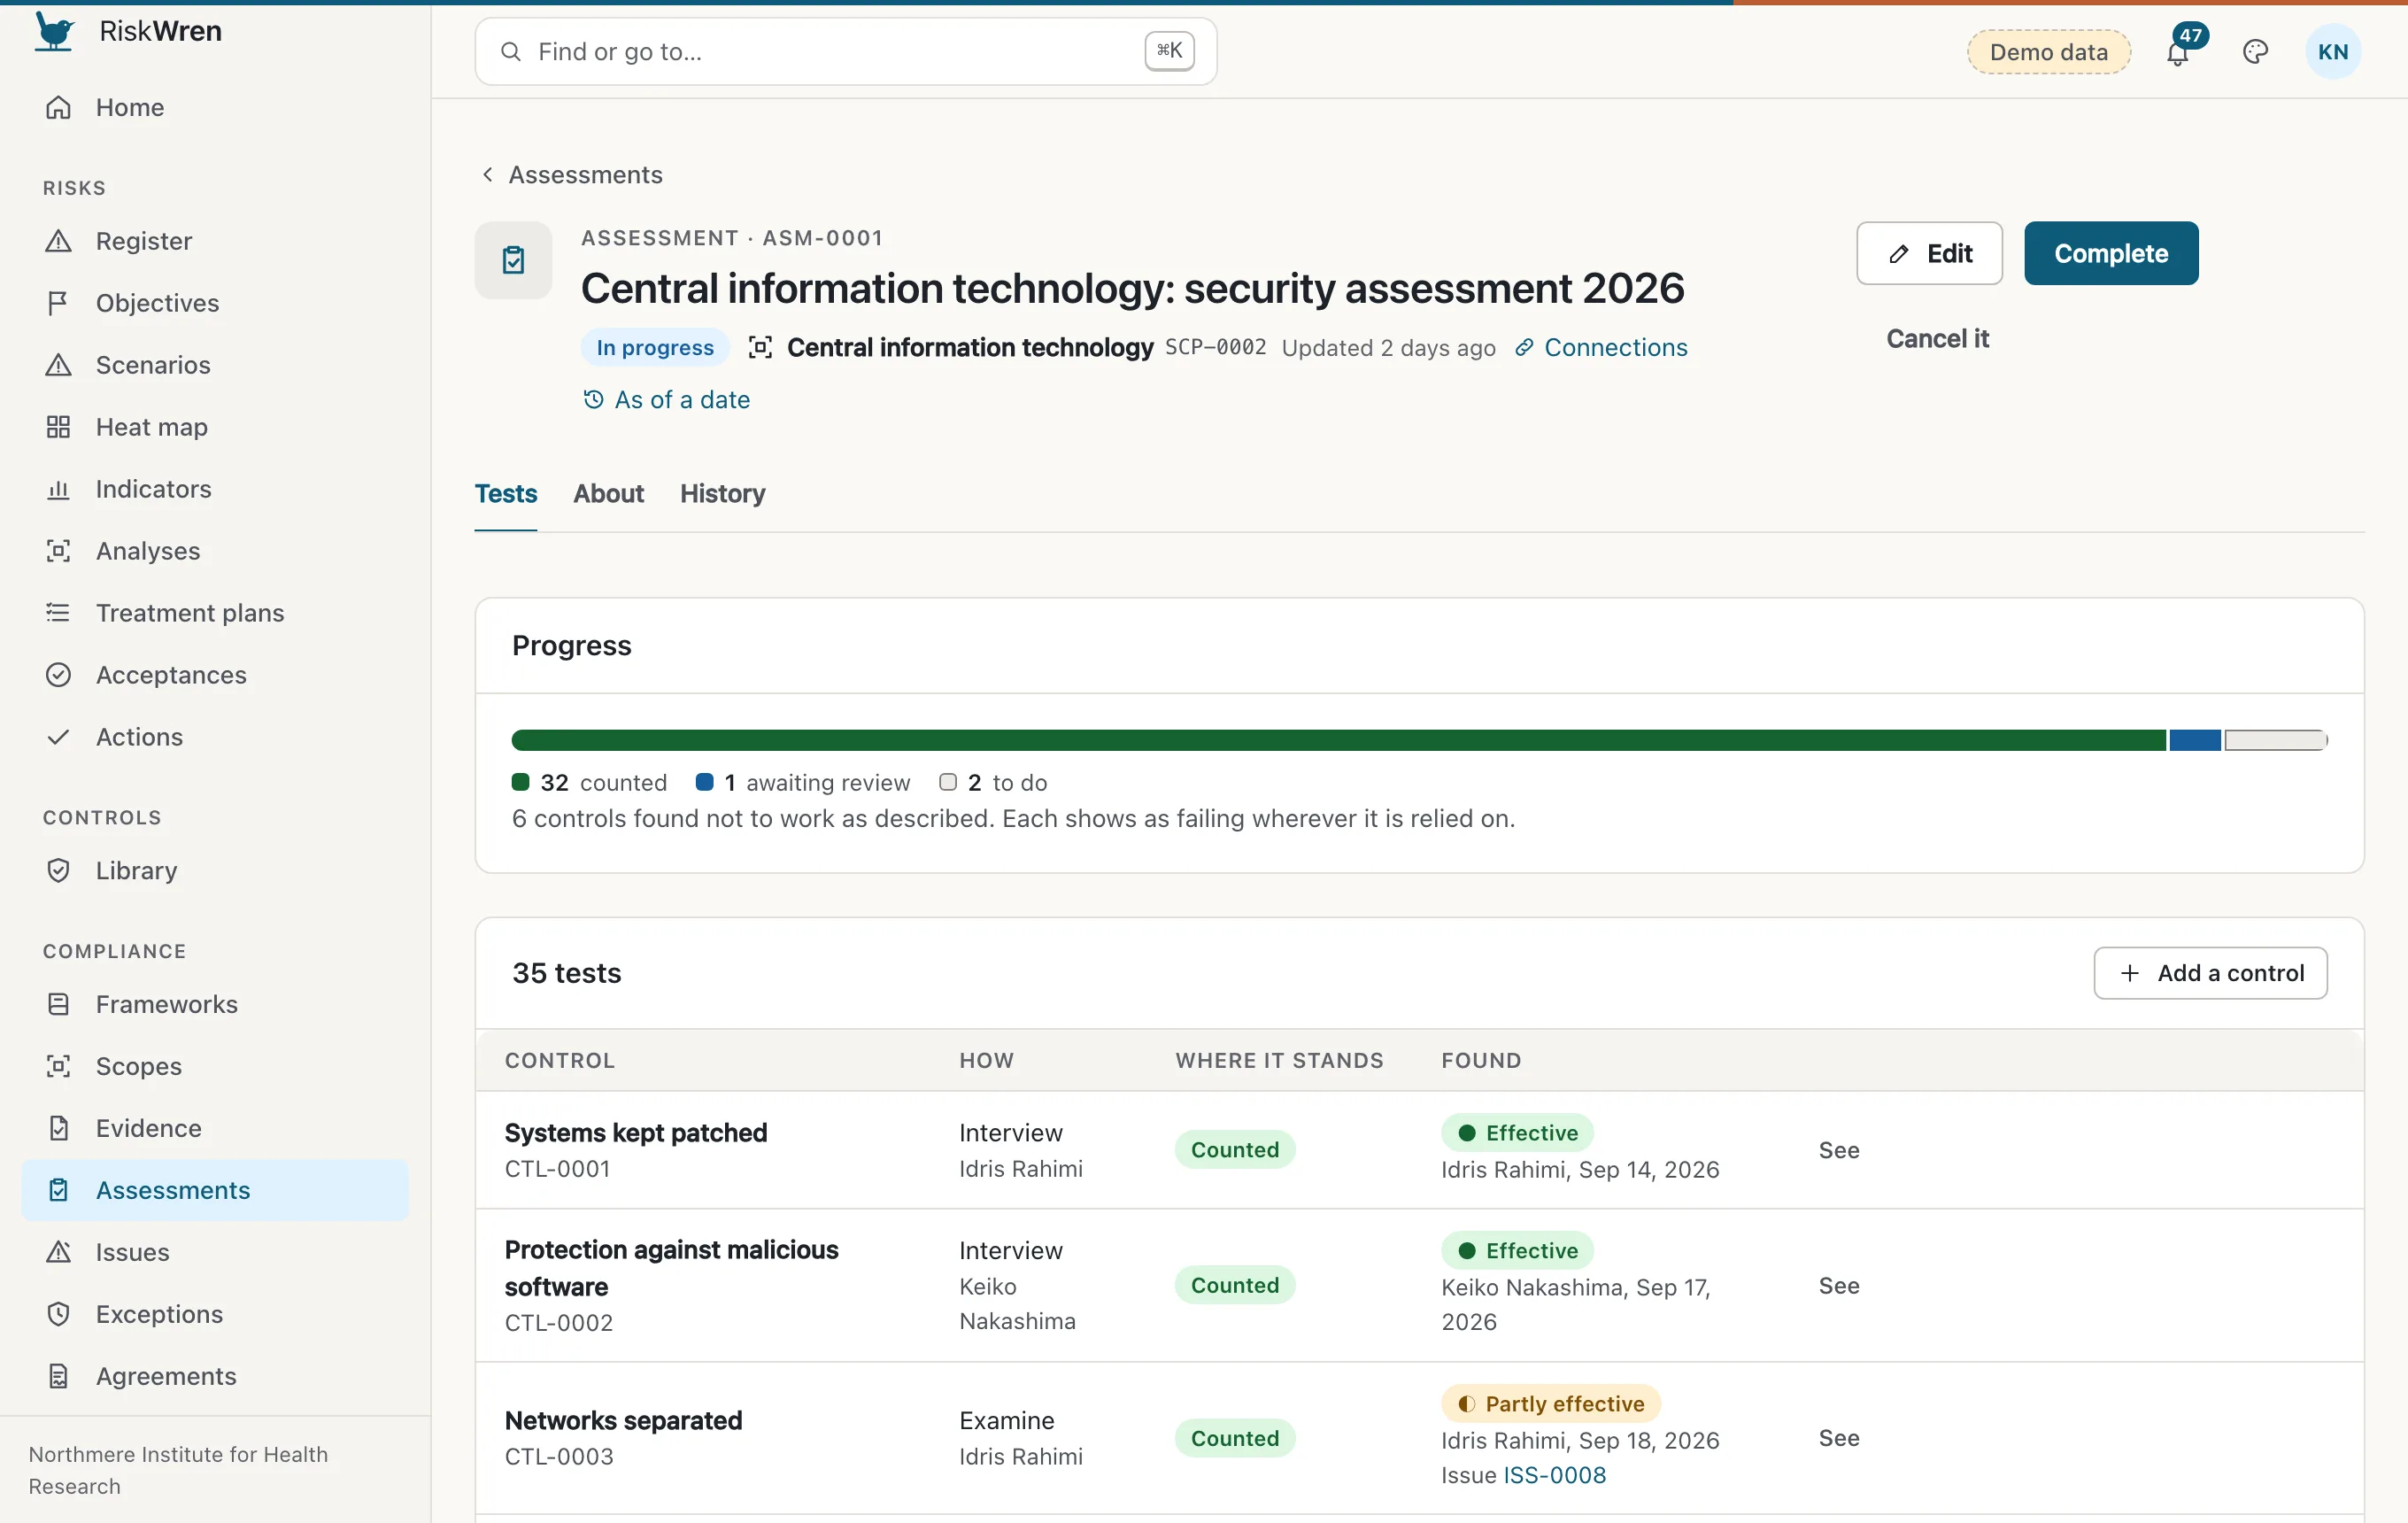 RiskWren
Find or go to...
⌘K
Demo data
47
KN
Home
RISKS
Register
Objectives
Scenarios
Heat map
Indicators
Analyses
Treatment plans
Acceptances
Actions
CONTROLS
Library
COMPLIANCE
Frameworks
Scopes
Evidence
Assessments
Issues
Exceptions
Agreements
Northmere Institute for Health
Research
Assessments
ASSESSMENT · ASM-0001
Central information technology: security assessment 2026
Edit
Complete
Cancel it
In progress
Central information technology SCP-0002 Updated 2 days ago Connections
As of a date
Tests About History
Progress
32 counted 1 awaiting review 2 to do
6 controls found not to work as described. Each shows as failing wherever it is relied on.
35 tests
+ Add a control
CONTROL HOW WHERE IT STANDS FOUND
Systems kept patched
CTL-0001
Interview
Idris Rahimi
Counted
Effective
Idris Rahimi, Sep 14, 2026
See
Protection against malicious
software
CTL-0002
Interview
Keiko
Nakashima
Counted
Effective
Keiko Nakashima, Sep 17,
2026
See
Networks separated
CTL-0003
Examine
Idris Rahimi
Counted
Partly effective
Idris Rahimi, Sep 18, 2026
Issue ISS-0008
See